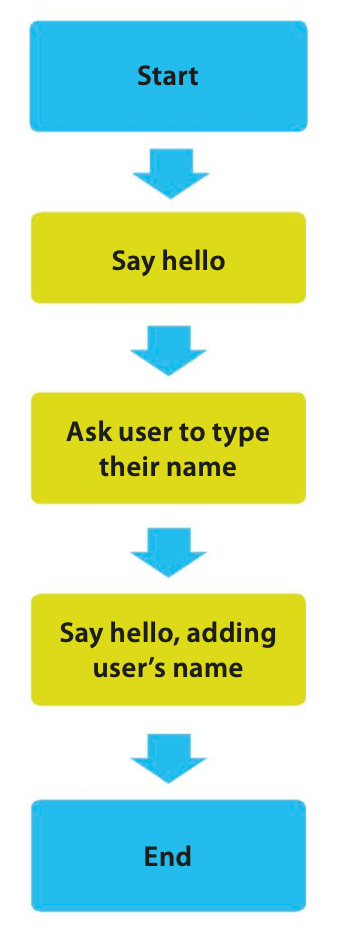 Start
Say hello
Ask user to type
their name
Say hello, adding
user’s name
End